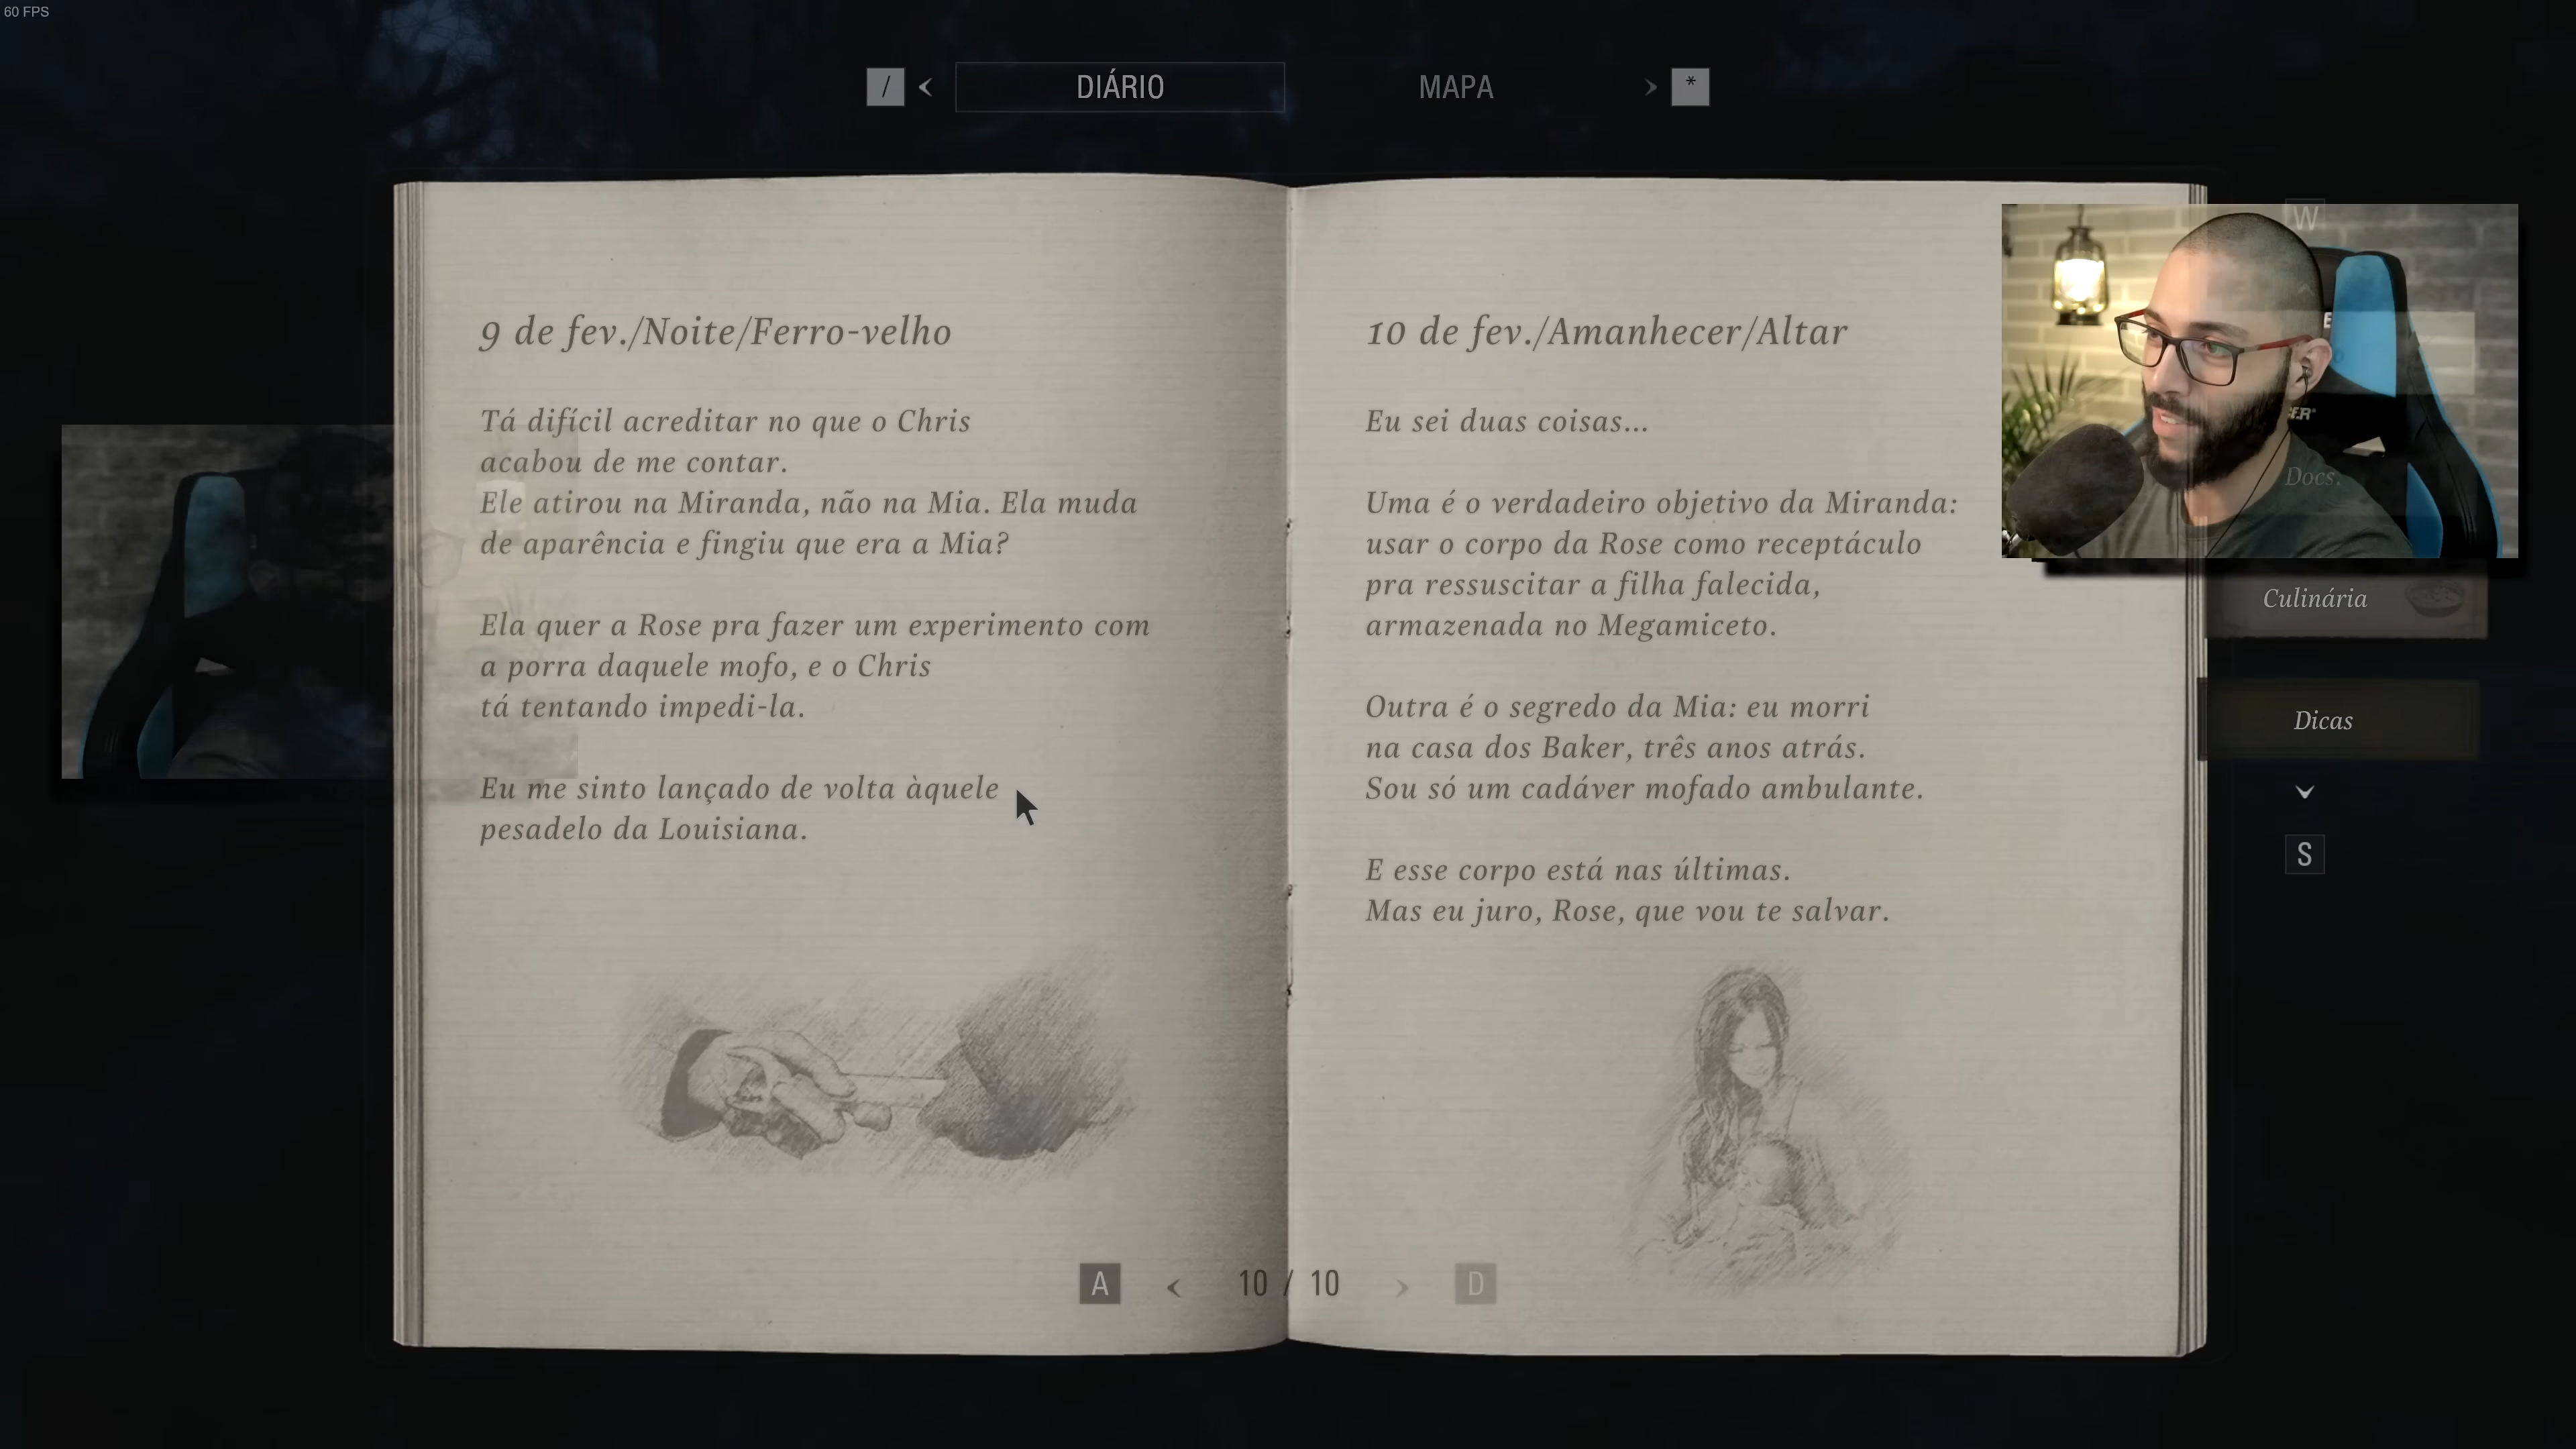 60 FPS
/ < DIÁRIO MAPA > *
W
9 de fev./Noite/Ferro-velho
Tá difícil acreditar no que o Chris
acabou de me contar.
Ele atirou na Miranda, não na Mia. Ela muda
de aparência e fingiu que era a Mia?
Ela quer a Rose pra fazer um experimento com
a porra daquele mofo, e o Chris
tá tentando impedi-la.
Eu me sinto lançado de volta àquele
pesadelo da Louisiana.
10 de fev./Amanhecer/Altar
Eu sei duas coisas...
Uma é o verdadeiro objetivo da Miranda:
usar o corpo da Rose como receptáculo
pra ressuscitar a filha falecida,
armazenada no Megamiceto.
Outra é o segredo da Mia: eu morri
na casa dos Baker, três anos atrás.
Sou só um cadáver mofado ambulante.
E esse corpo está nas últimas.
Mas eu juro, Rose, que vou te salvar.
Docs.
Culinária
Dicas
S
A < 10 / 10 > D